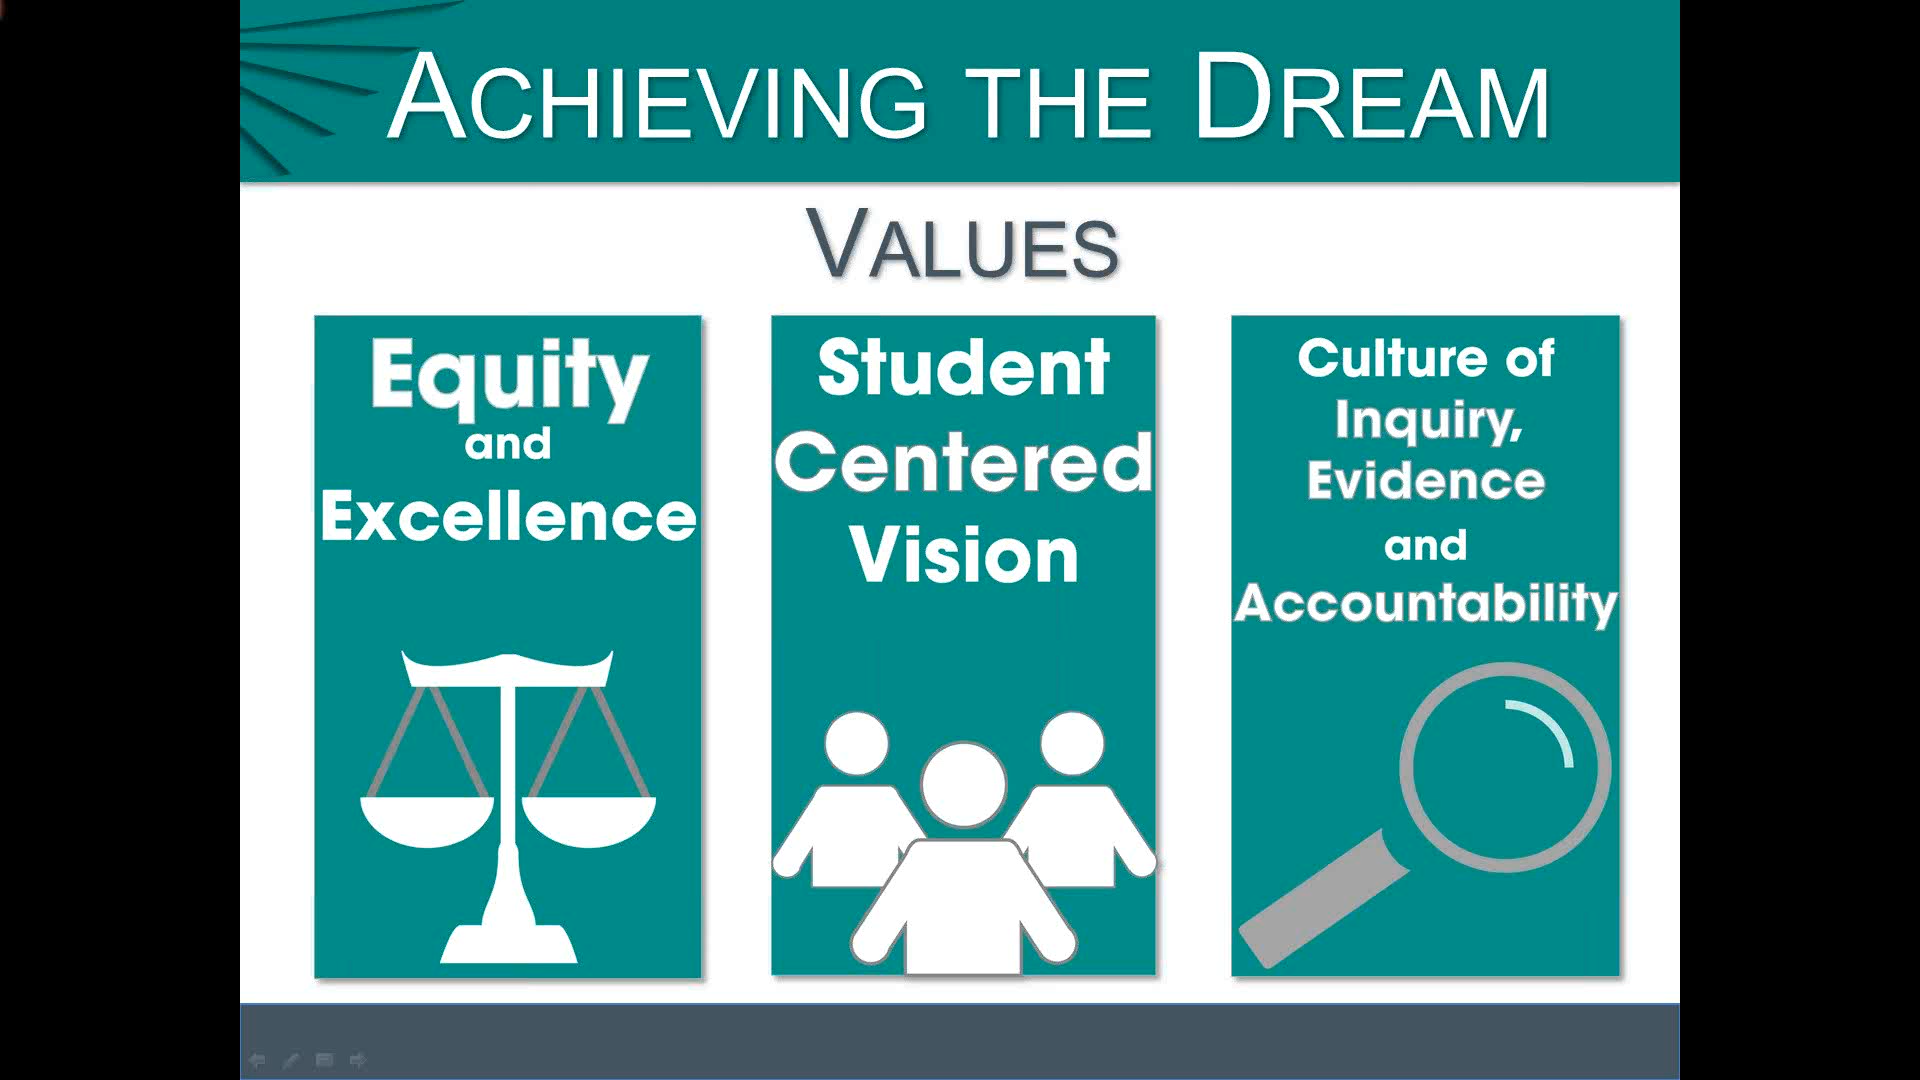 ACHIEVING THE DREAM
VALUES
Equity
and
Excellence
Student
Centered
Vision
Culture of
Inquiry,
Evidence
and
Accountability